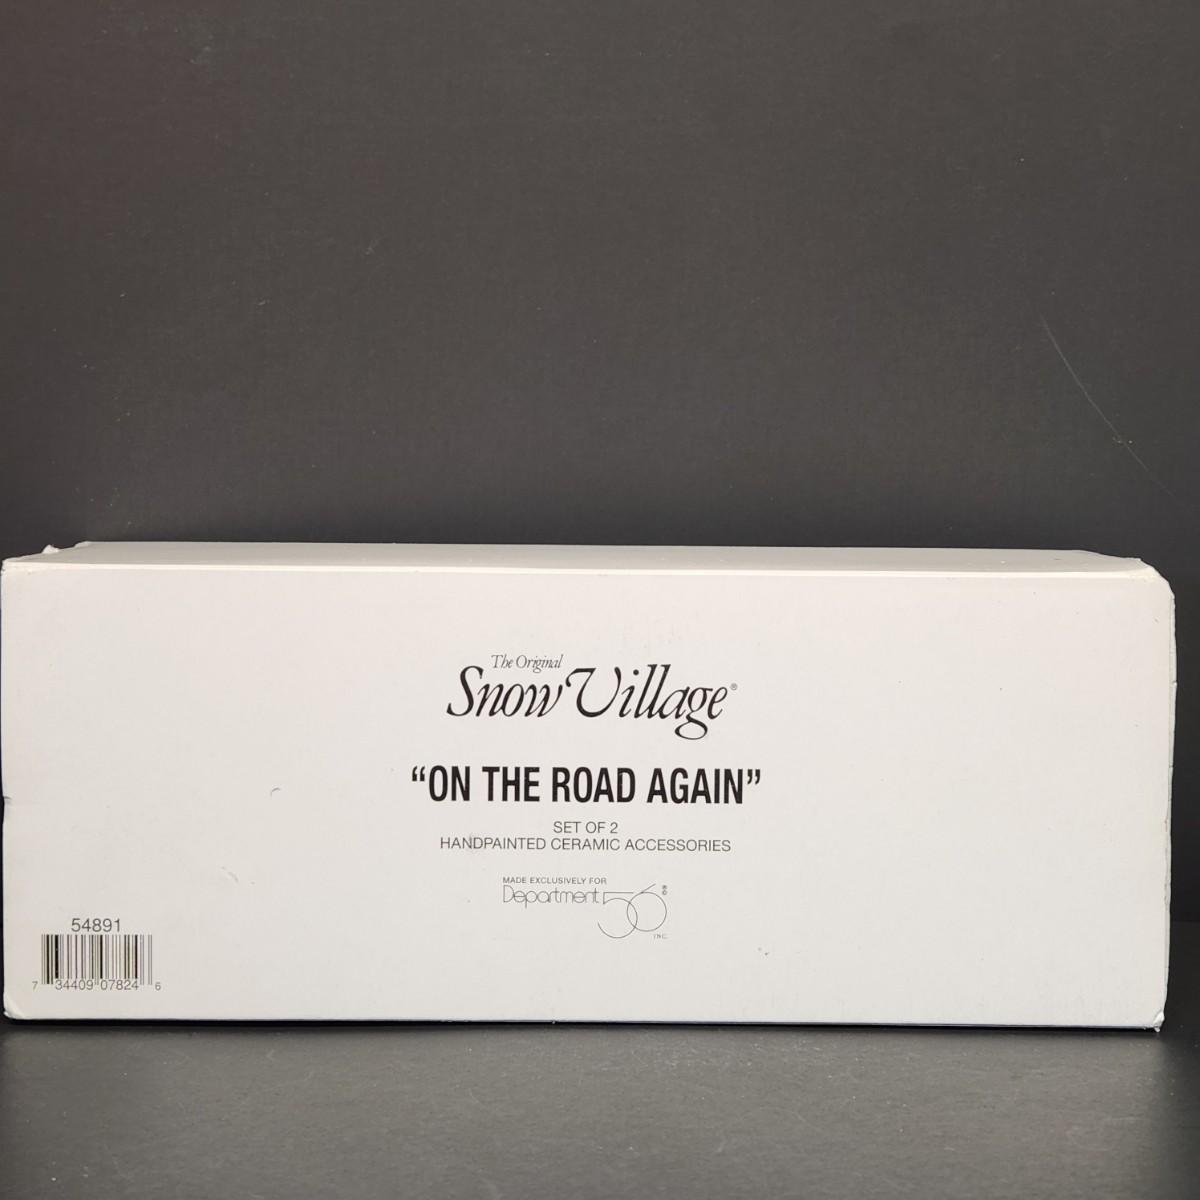 The Original
Snow Village®
“ON THE ROAD AGAIN”
SET OF 2
HANDPAINTED CERAMIC ACCESSORIES
MADE EXCLUSIVELY FOR
Department 56®
INC.
54891
7 34409 07824 6